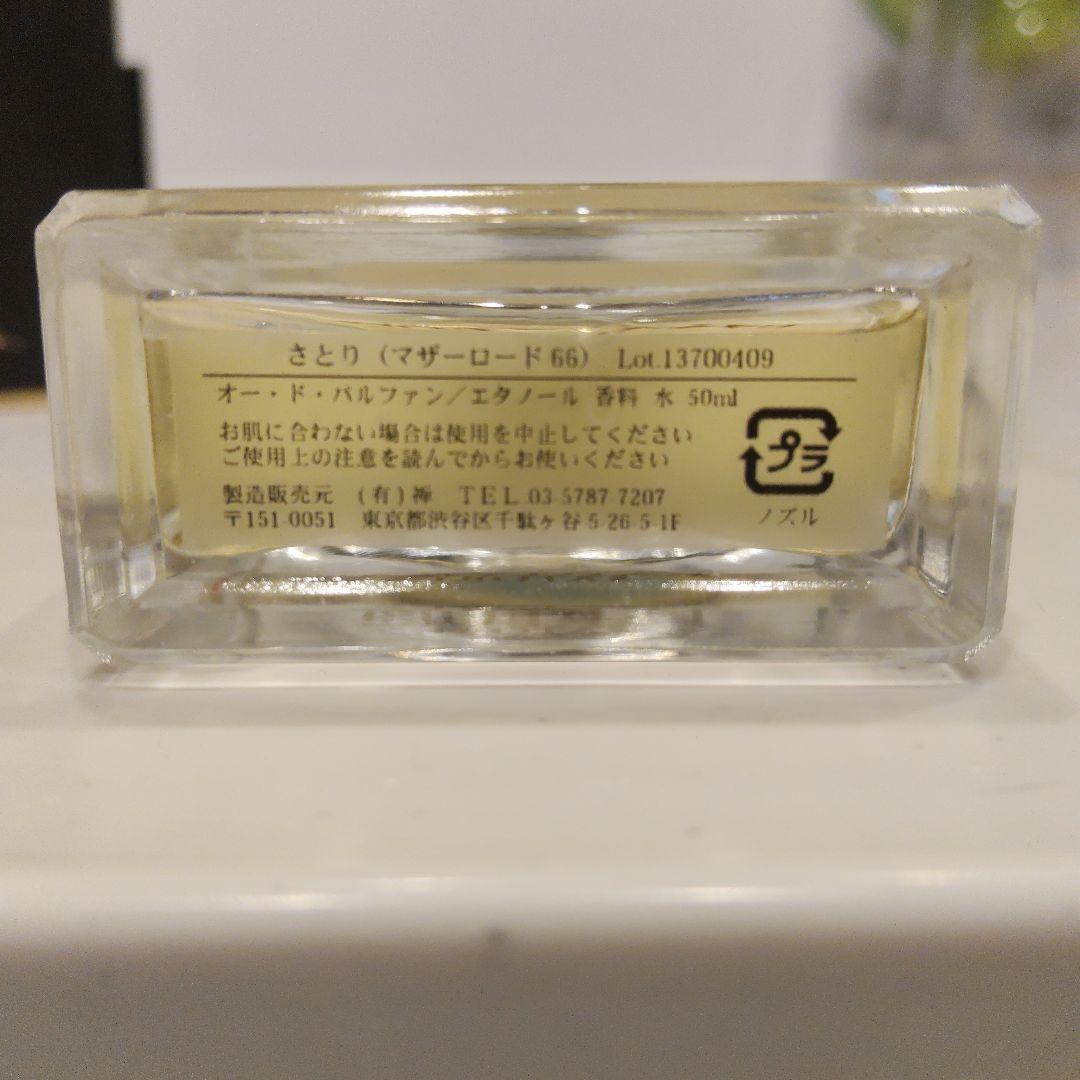 さとり（マザーロード66） Lot.13700409
オー・ド・パルファン／エタノール 香料 水 50ml
お肌に合わない場合は使用を中止してください
ご使用上の注意を読んでからお使いください
製造販売元 （有）禅 TEL 03-5787-7207
〒151-0051 東京都渋谷区千駄ヶ谷5-26-5-1F
プラ
ノズル